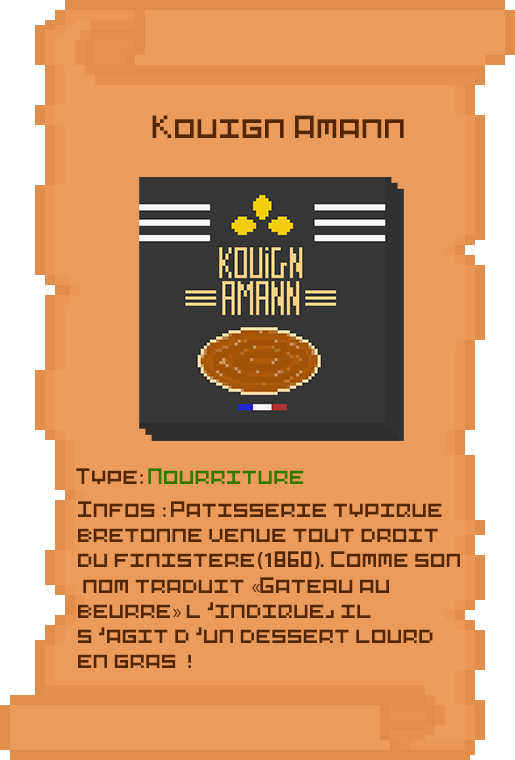 Kouign Amann
KOUiGN
AMANN
Type: Nourriture
Infos : Patisserie typique
bretonne venue tout droit
du finistere (1860). Comme son
nom traduit «Gateau au
beurre» l 'indique, il
s 'agit d 'un dessert lourd
en gras !